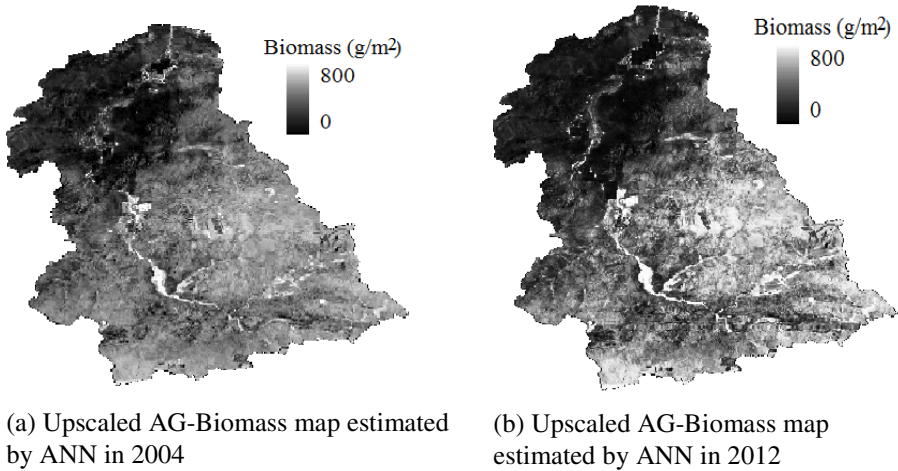 Biomass (g/m²)
800
0
Biomass (g/m²)
800
0
(a) Upscaled AG-Biomass map estimated
by ANN in 2004
(b) Upscaled AG-Biomass map
estimated by ANN in 2012